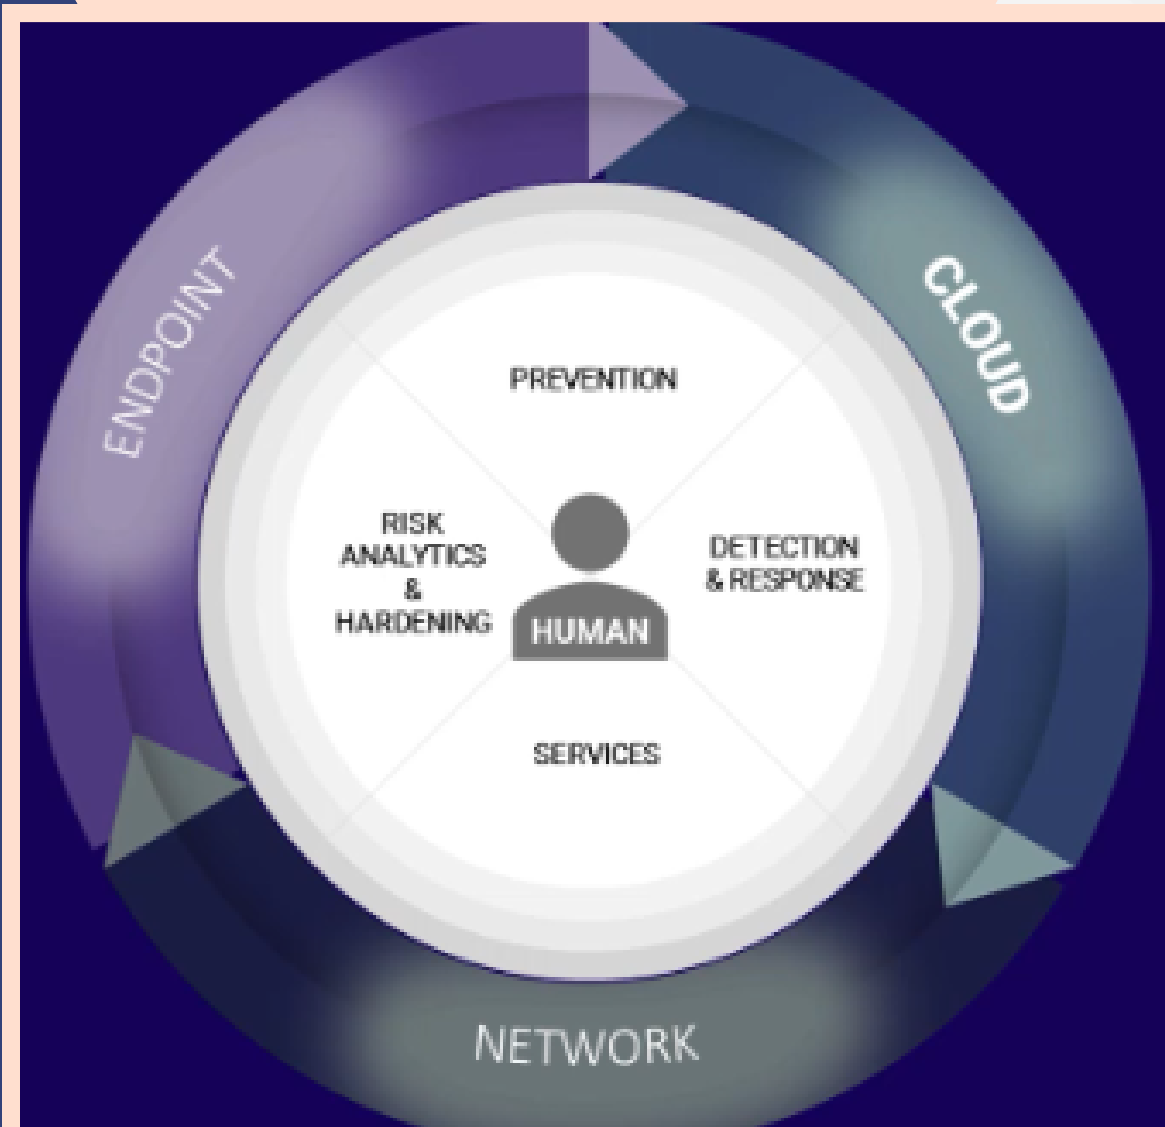 ENDPOINT
CLOUD
PREVENTION
RISK
ANALYTICS
&
HARDENING
DETECTION
& RESPONSE
HUMAN
SERVICES
NETWORK